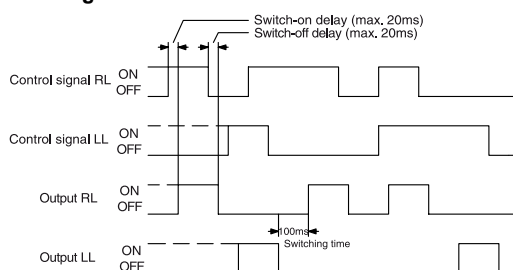 Switch-on delay (max. 20ms)
Switch-off delay (max. 20ms)
Control signal RL ON
OFF
Control signal LL ON
OFF
Output RL ON
OFF
100ms
Switching time
Output LL ON
OFF